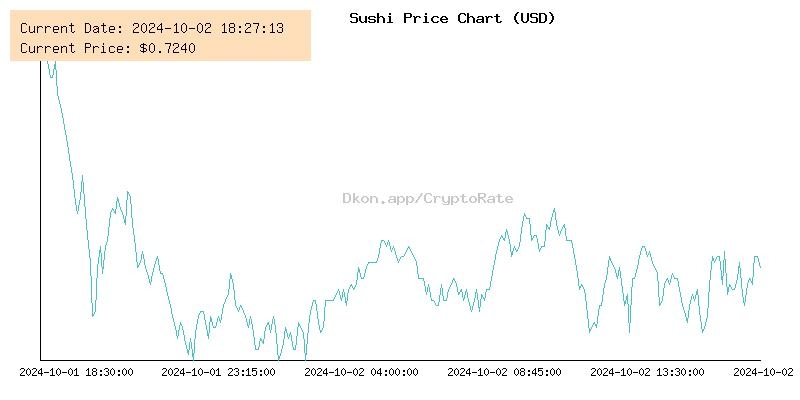 Sushi Price Chart (USD)
Current Date: 2024-10-02 18:27:13
Current Price: $0.7240
Dkon.app/CryptoRate
2024-10-01 18:30:00 2024-10-01 23:15:00 2024-10-02 04:00:00 2024-10-02 08:45:00 2024-10-02 13:30:00 2024-10-02